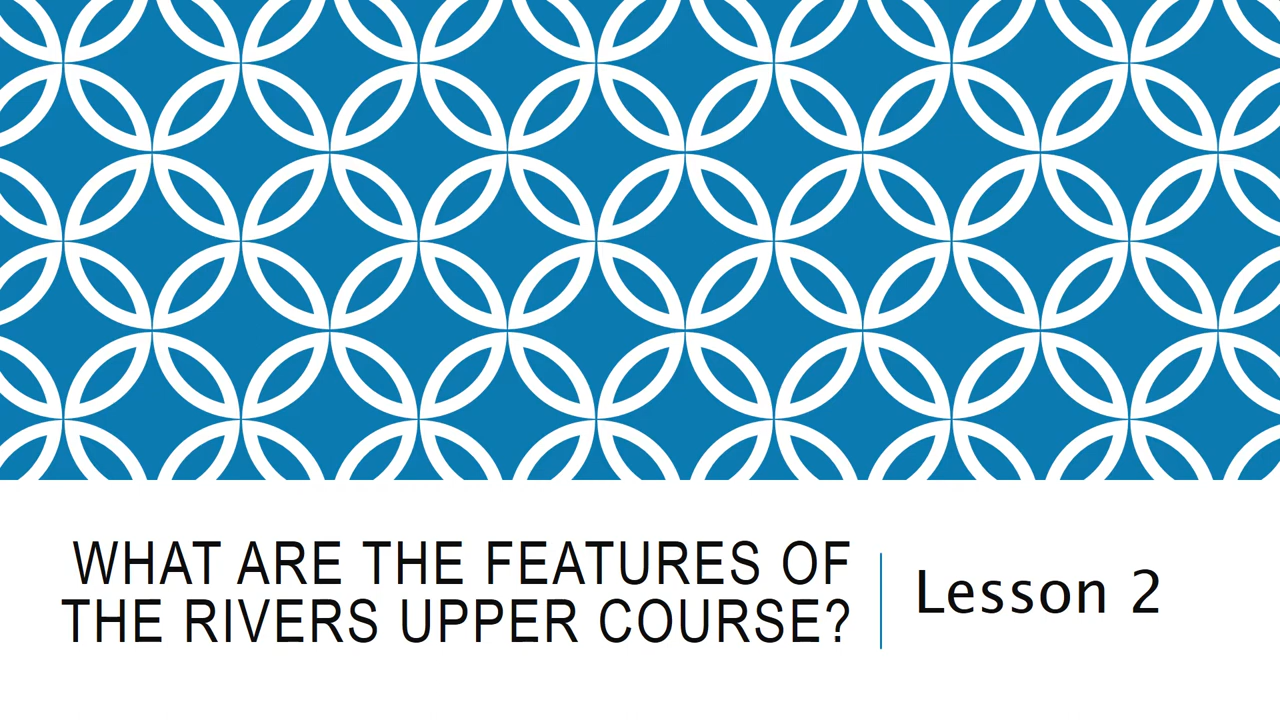 WHAT ARE THE FEATURES OF
THE RIVERS UPPER COURSE?
Lesson 2